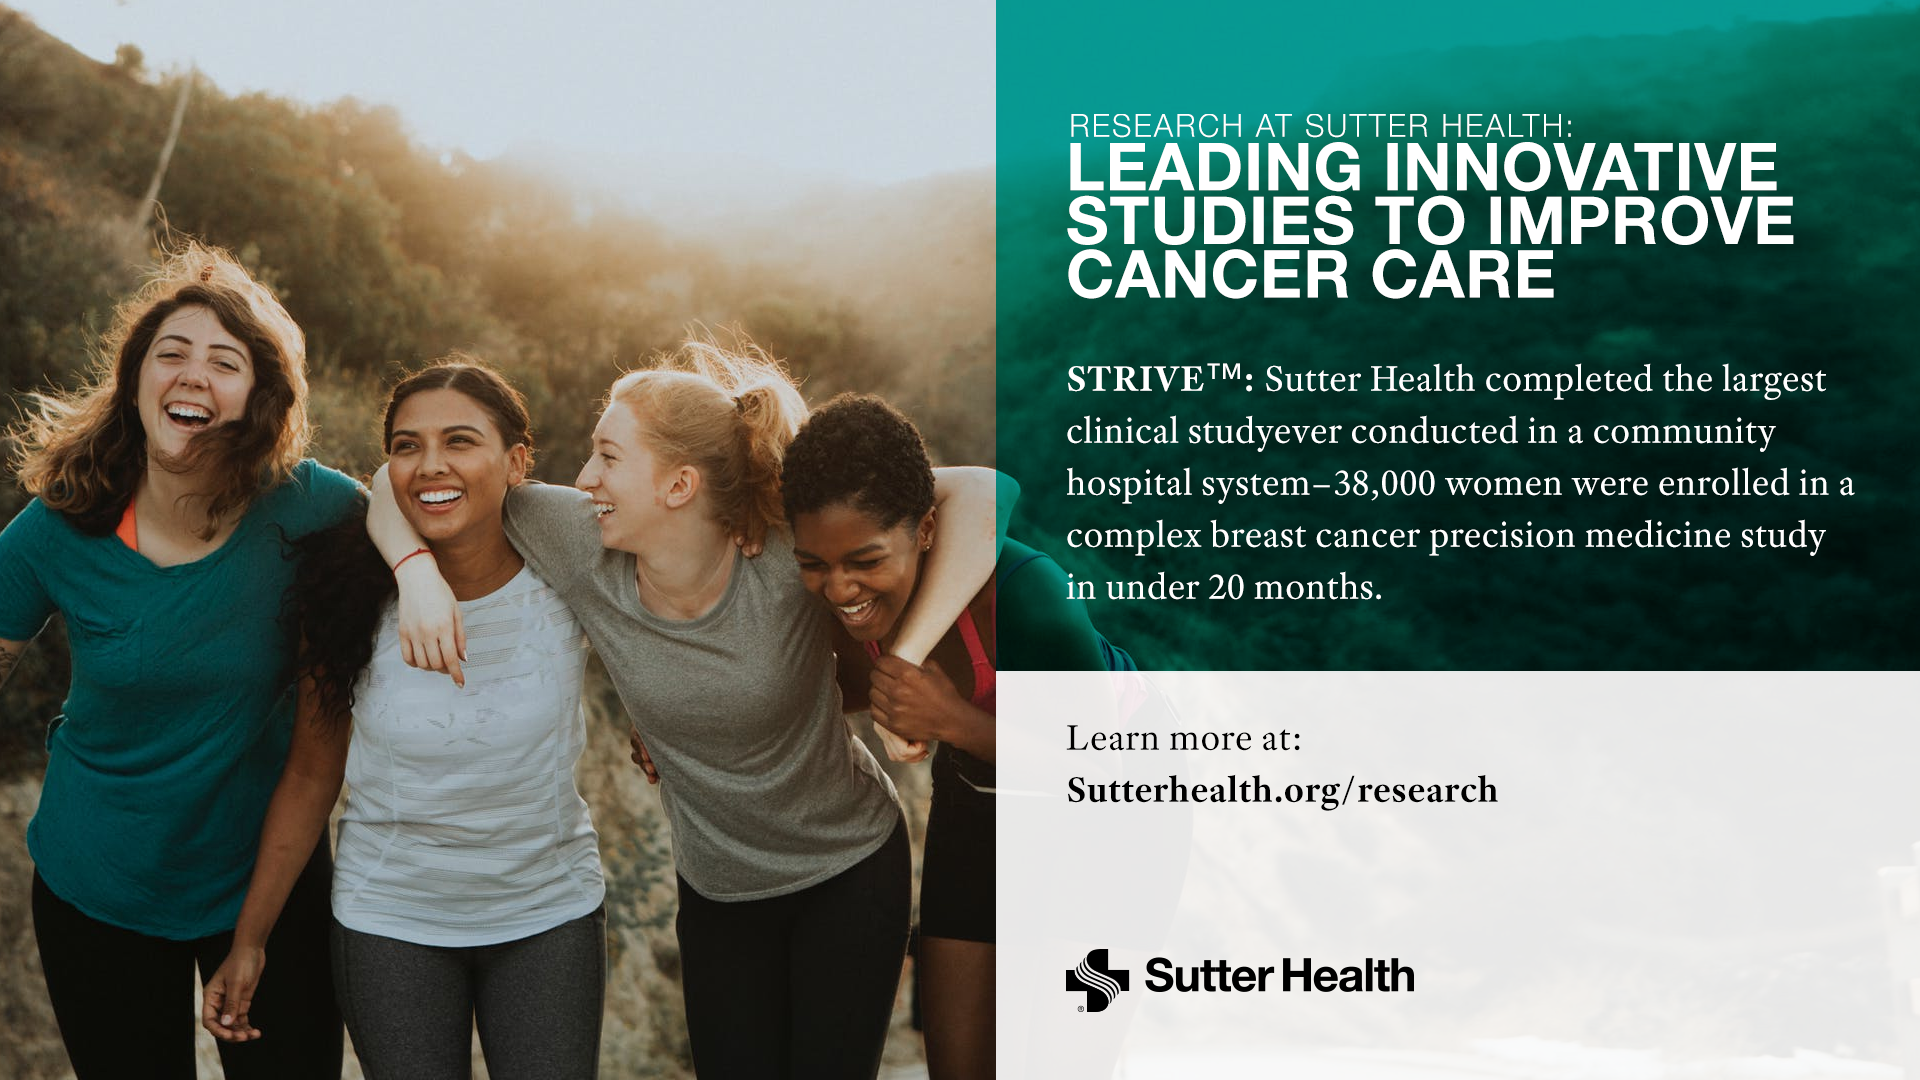 RESEARCH AT SUTTER HEALTH:
LEADING INNOVATIVE
STUDIES TO IMPROVE
CANCER CARE
STRIVE™: Sutter Health completed the largest
clinical studyever conducted in a community
hospital system–38,000 women were enrolled in a
complex breast cancer precision medicine study
in under 20 months.
Learn more at:
Sutterhealth.org/research
® Sutter Health